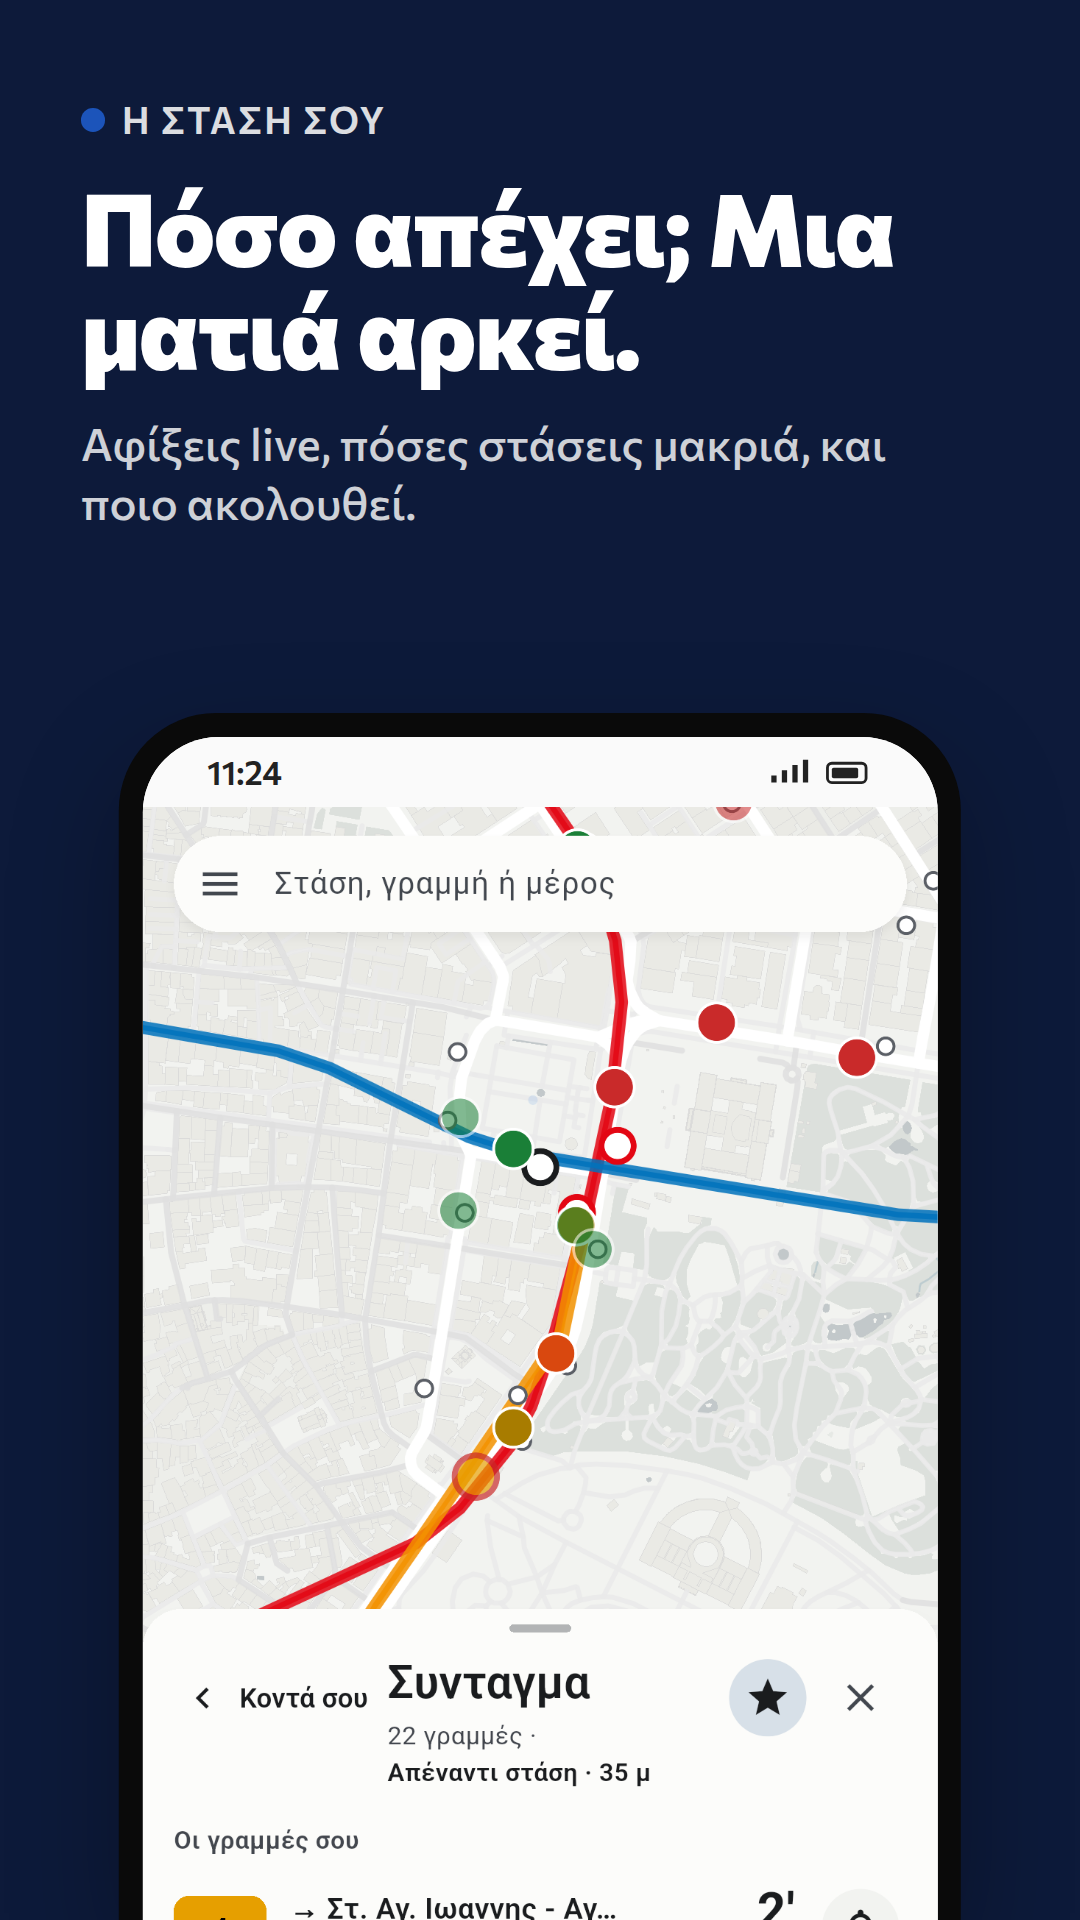 Η ΣΤΑΣΗ ΣΟΥ
Πόσο απέχει; Μια
ματιά αρκεί.
Αφίξεις live, πόσες στάσεις μακριά, και
ποιο ακολουθεί.
11:24
Στάση, γραμμή ή μέρος
Κοντά σου
Συνταγμα
22 γραμμές ·
Απέναντι στάση · 35 μ
Οι γραμμές σου
→ Στ. Αγ. Ιωαννης - Αγ...
2'